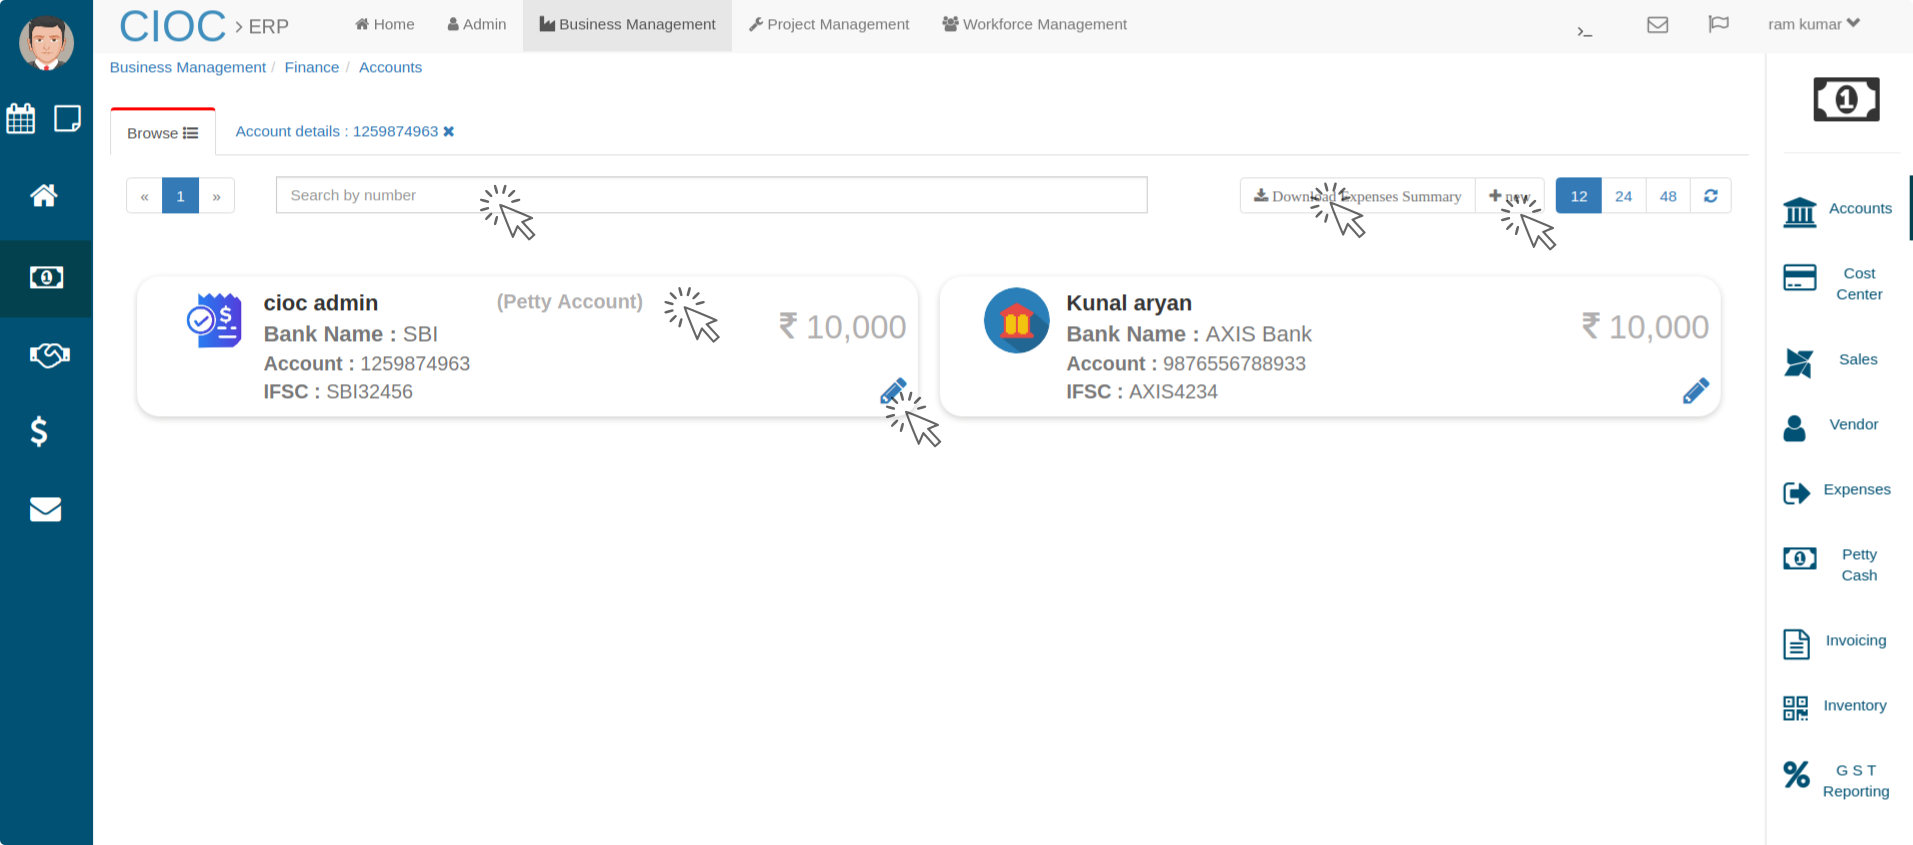 CIOC > ERP
Home
Admin
Business Management
Project Management
Workforce Management
ram kumar
Business Management / Finance / Accounts
Browse
Account details : 1259874963
« 1 »
Search by number
Download Expenses Summary
new
12 24 48
cioc admin (Petty Account)
Bank Name : SBI
Account : 1259874963
IFSC : SBI32456
₹ 10,000
Kunal aryan
Bank Name : AXIS Bank
Account : 9876556788933
IFSC : AXIS4234
₹ 10,000
Accounts
Cost
Center
Sales
Vendor
Expenses
Petty
Cash
Invoicing
Inventory
G S T
Reporting